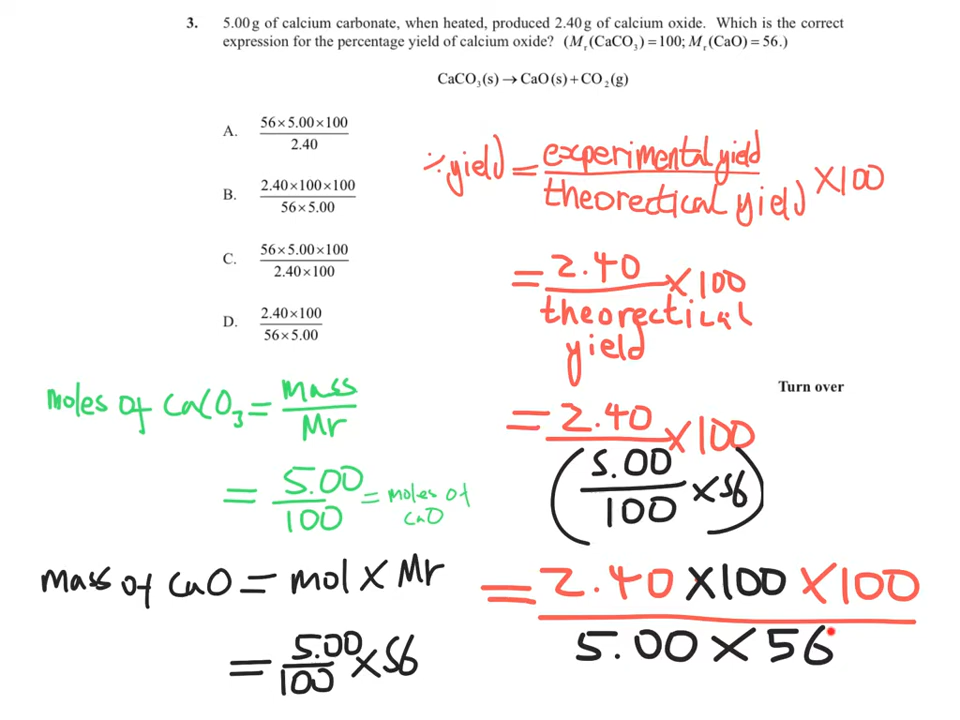 3. 5.00 g of calcium carbonate, when heated, produced 2.40 g of calcium oxide. Which is the correct
expression for the percentage yield of calcium oxide? (Mᵣ(CaCO₃) = 100; Mᵣ(CaO) = 56.)
CaCO₃(s) → CaO(s) + CO₂(g)
A. 56×5.00×100
2.40
B. 2.40×100×100
56×5.00
C. 56×5.00×100
2.40×100
D. 2.40×100
56×5.00
% yield = experimental yield
theorectical yield ×100
= 2.40 ×100
theorectical
yield
Turn over
= 2.40 ×100
(5.00
100 ×56)
= 2.40 ×100 ×100
5.00 × 56
Moles of CaCO₃ = Mass
Mr
= 5.00
100 = moles of
CaO
Mass of CaO = mol × Mr
= 5.00
100 ×56